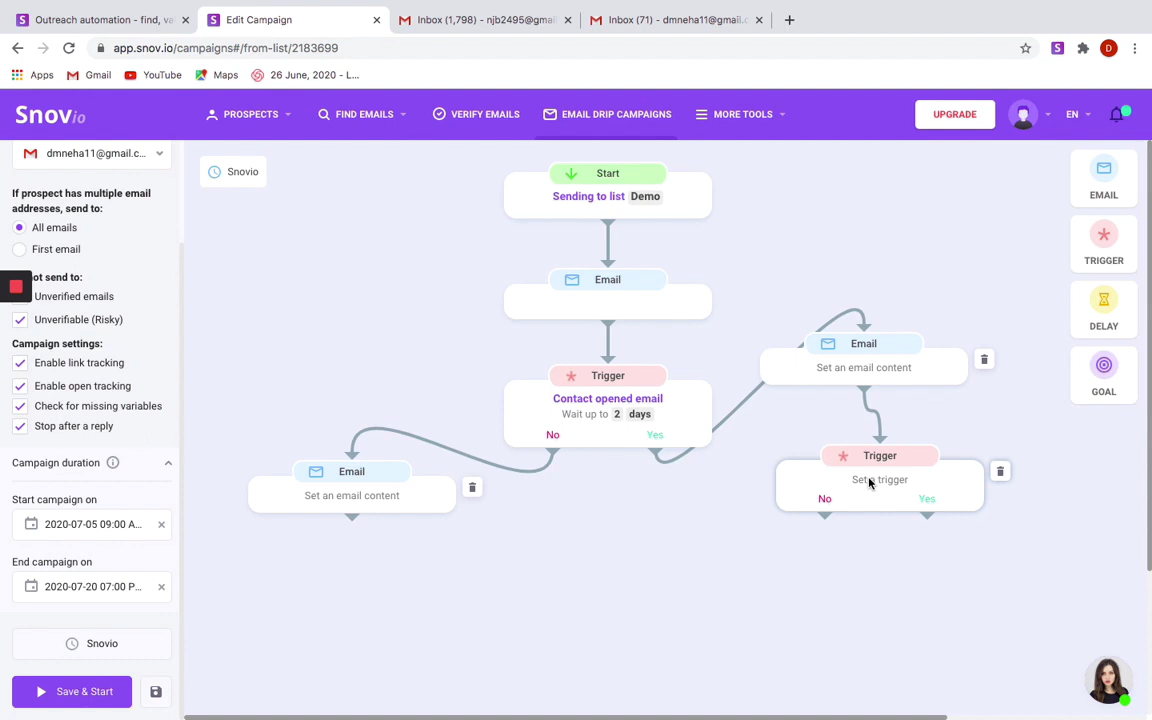 Outreach automation - find, va
Edit Campaign
Inbox (1,798) - njb2495@gmai
Inbox (71) - dmneha11@gmail.c
app.snov.io/campaigns#/from-list/2183699
D
Apps
Gmail
YouTube
Maps
26 June, 2020 - L...
Snovio
PROSPECTS
FIND EMAILS
VERIFY EMAILS
EMAIL DRIP CAMPAIGNS
MORE TOOLS
UPGRADE
EN
dmneha11@gmail.c...
If prospect has multiple email
addresses, send to:
All emails
First email
not send to:
Unverified emails
Unverifiable (Risky)
Campaign settings:
Enable link tracking
Enable open tracking
Check for missing variables
Stop after a reply
Campaign duration
Start campaign on
2020-07-05 09:00 A...
End campaign on
2020-07-20 07:00 P...
Snovio
Save & Start
Snovio
Start
Sending to list Demo
Email
Trigger
Contact opened email
Wait up to 2 days
No
Yes
Email
Set an email content
Email
Set an email content
Trigger
Set a trigger
No
Yes
EMAIL
TRIGGER
DELAY
GOAL